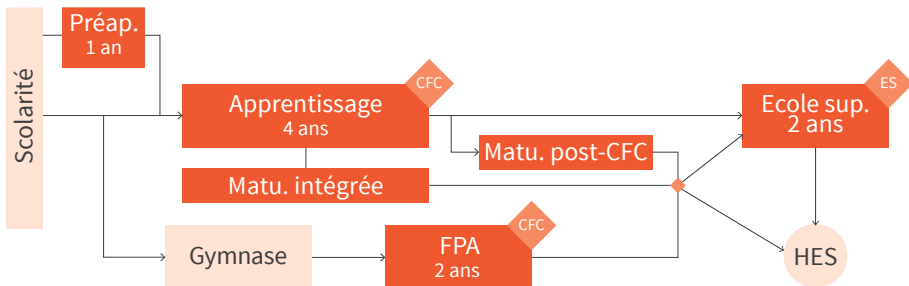 Scolarité
Préap.
1 an
Apprentissage
4 ans
CFC
Matu. intégrée
Matu. post-CFC
Ecole sup.
2 ans
ES
Gymnase
FPA
2 ans
CFC
HES